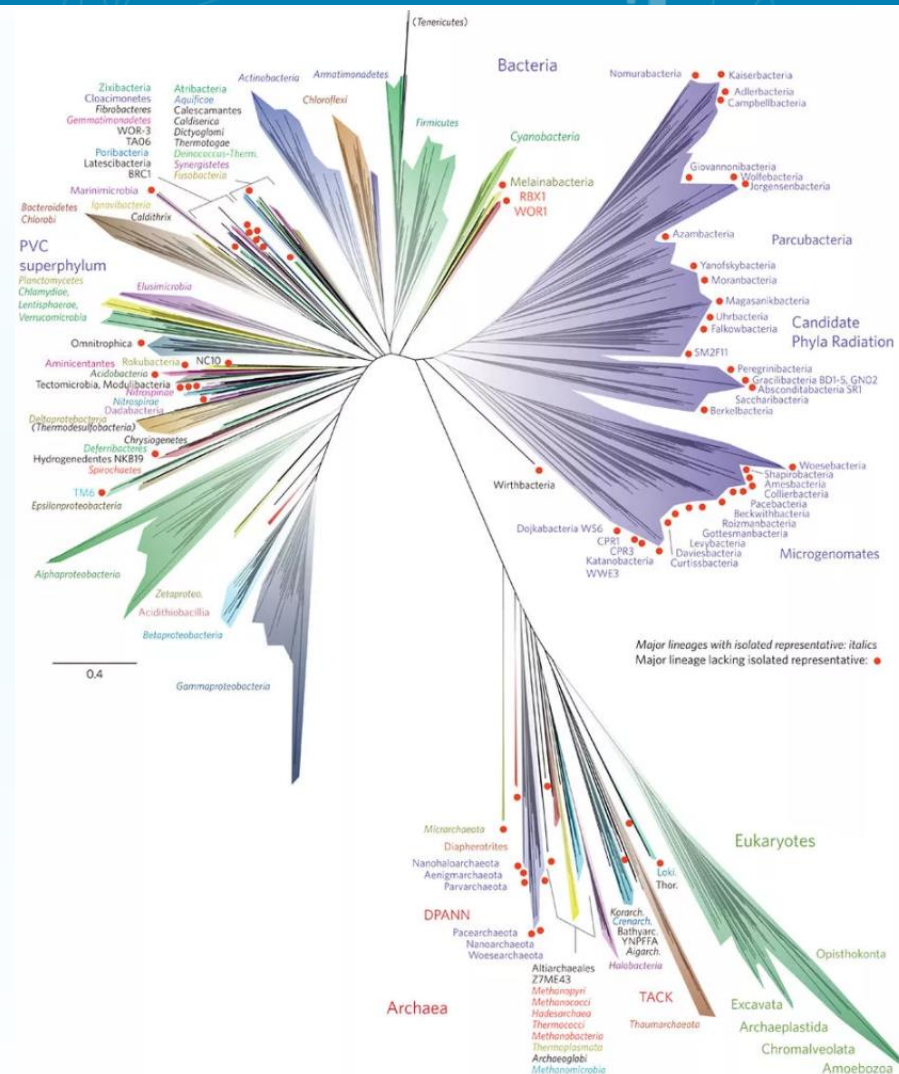 (Tenericutes)
Bacteria
Nomurabacteria
Kaiserbacteria
Adlerbacteria
Campbellbacteria
Zixibacteria
Cloacimonetes
Fibrobacteres
Gemmatimonadetes
WOR-3
TA06
Poribacteria
Latescibacteria
BRC1
Atribacteria
Aquificae
Calescamantes
Caldiserica
Dictyoglomi
Thermotogae
Deinococcus-Therm.
Synergistetes
Fusobacteria
Actinobacteria
Armatimonadetes
Chloroflexi
Firmicutes
Cyanobacteria
Melainabacteria
RBX1
WOR1
Giovannonibacteria
Wolfebacteria
Jorgensenbacteria
Marinimicrobia
Bacteroidetes
Chlorobi
Ignavibacteria
Caldithrix
Azambacteria
Parcubacteria
PVC
superphylum
Planctomycetes
Chlamydiae,
Lentisphaerae,
Verrucomicrobia
Elusimicrobia
Yanofskybacteria
Moranbacteria
Magasanikbacteria
Uhrbacteria
Falkowbacteria
Candidate
Phyla Radiation
SM2F11
Omnitrophica
Aminicentantes
Rokubacteria
NC10
Acidobacteria
Tectomicrobia, Modulibacteria
Nitrospinae
Nitrospirae
Dadabacteria
Deltaproteobacteria
(Thermodesulfobacteria)
Chrysiogenetes
Deferribacteres
Hydrogenedentes NKB19
Spirochaetes
TM6
Epsilonproteobacteria
Peregrinibacteria
Gracilibacteria BD1-5, GN02
Absconditabacteria SR1
Saccharibacteria
Berkelbacteria
Woesebacteria
Shapirobacteria
Amesbacteria
Collierbacteria
Pacebacteria
Beckwithbacteria
Roizmanbacteria
Gottesmanbacteria
Levybacteria
Daviesbacteria
Curtissbacteria
Microgenomates
Wirthbacteria
Dojkabacteria WS6
CPR1
CPR3
Katanobacteria
WWE3
Alphaproteobacteria
Zetaproteo.
Acidithiobacillia
Betaproteobacteria
Gammaproteobacteria
0.4
Major lineages with isolated representative: italics
Major lineage lacking isolated representative:
Micrarchaeota
Diapherotrites
Nanohaloarchaeota
Aenigmarchaeota
Parvarchaeota
DPANN
Pacearchaeota
Nanoarchaeota
Woesearchaeota
Archaea
Altiarchaeales
Z7ME43
Methanopyri
Methanococci
Hadesarchaea
Thermococci
Methanobacteria
Thermoplasmata
Archaeoglobi
Methanomicrobia
Halobacteria
Korarch.
Crenarch.
Bathyarc.
YNPFFA
Aigarch.
TACK
Thaumarchaeota
Loki.
Thor.
Eukaryotes
Opisthokonta
Excavata
Archaeplastida
Chromalveolata
Amoebozoa